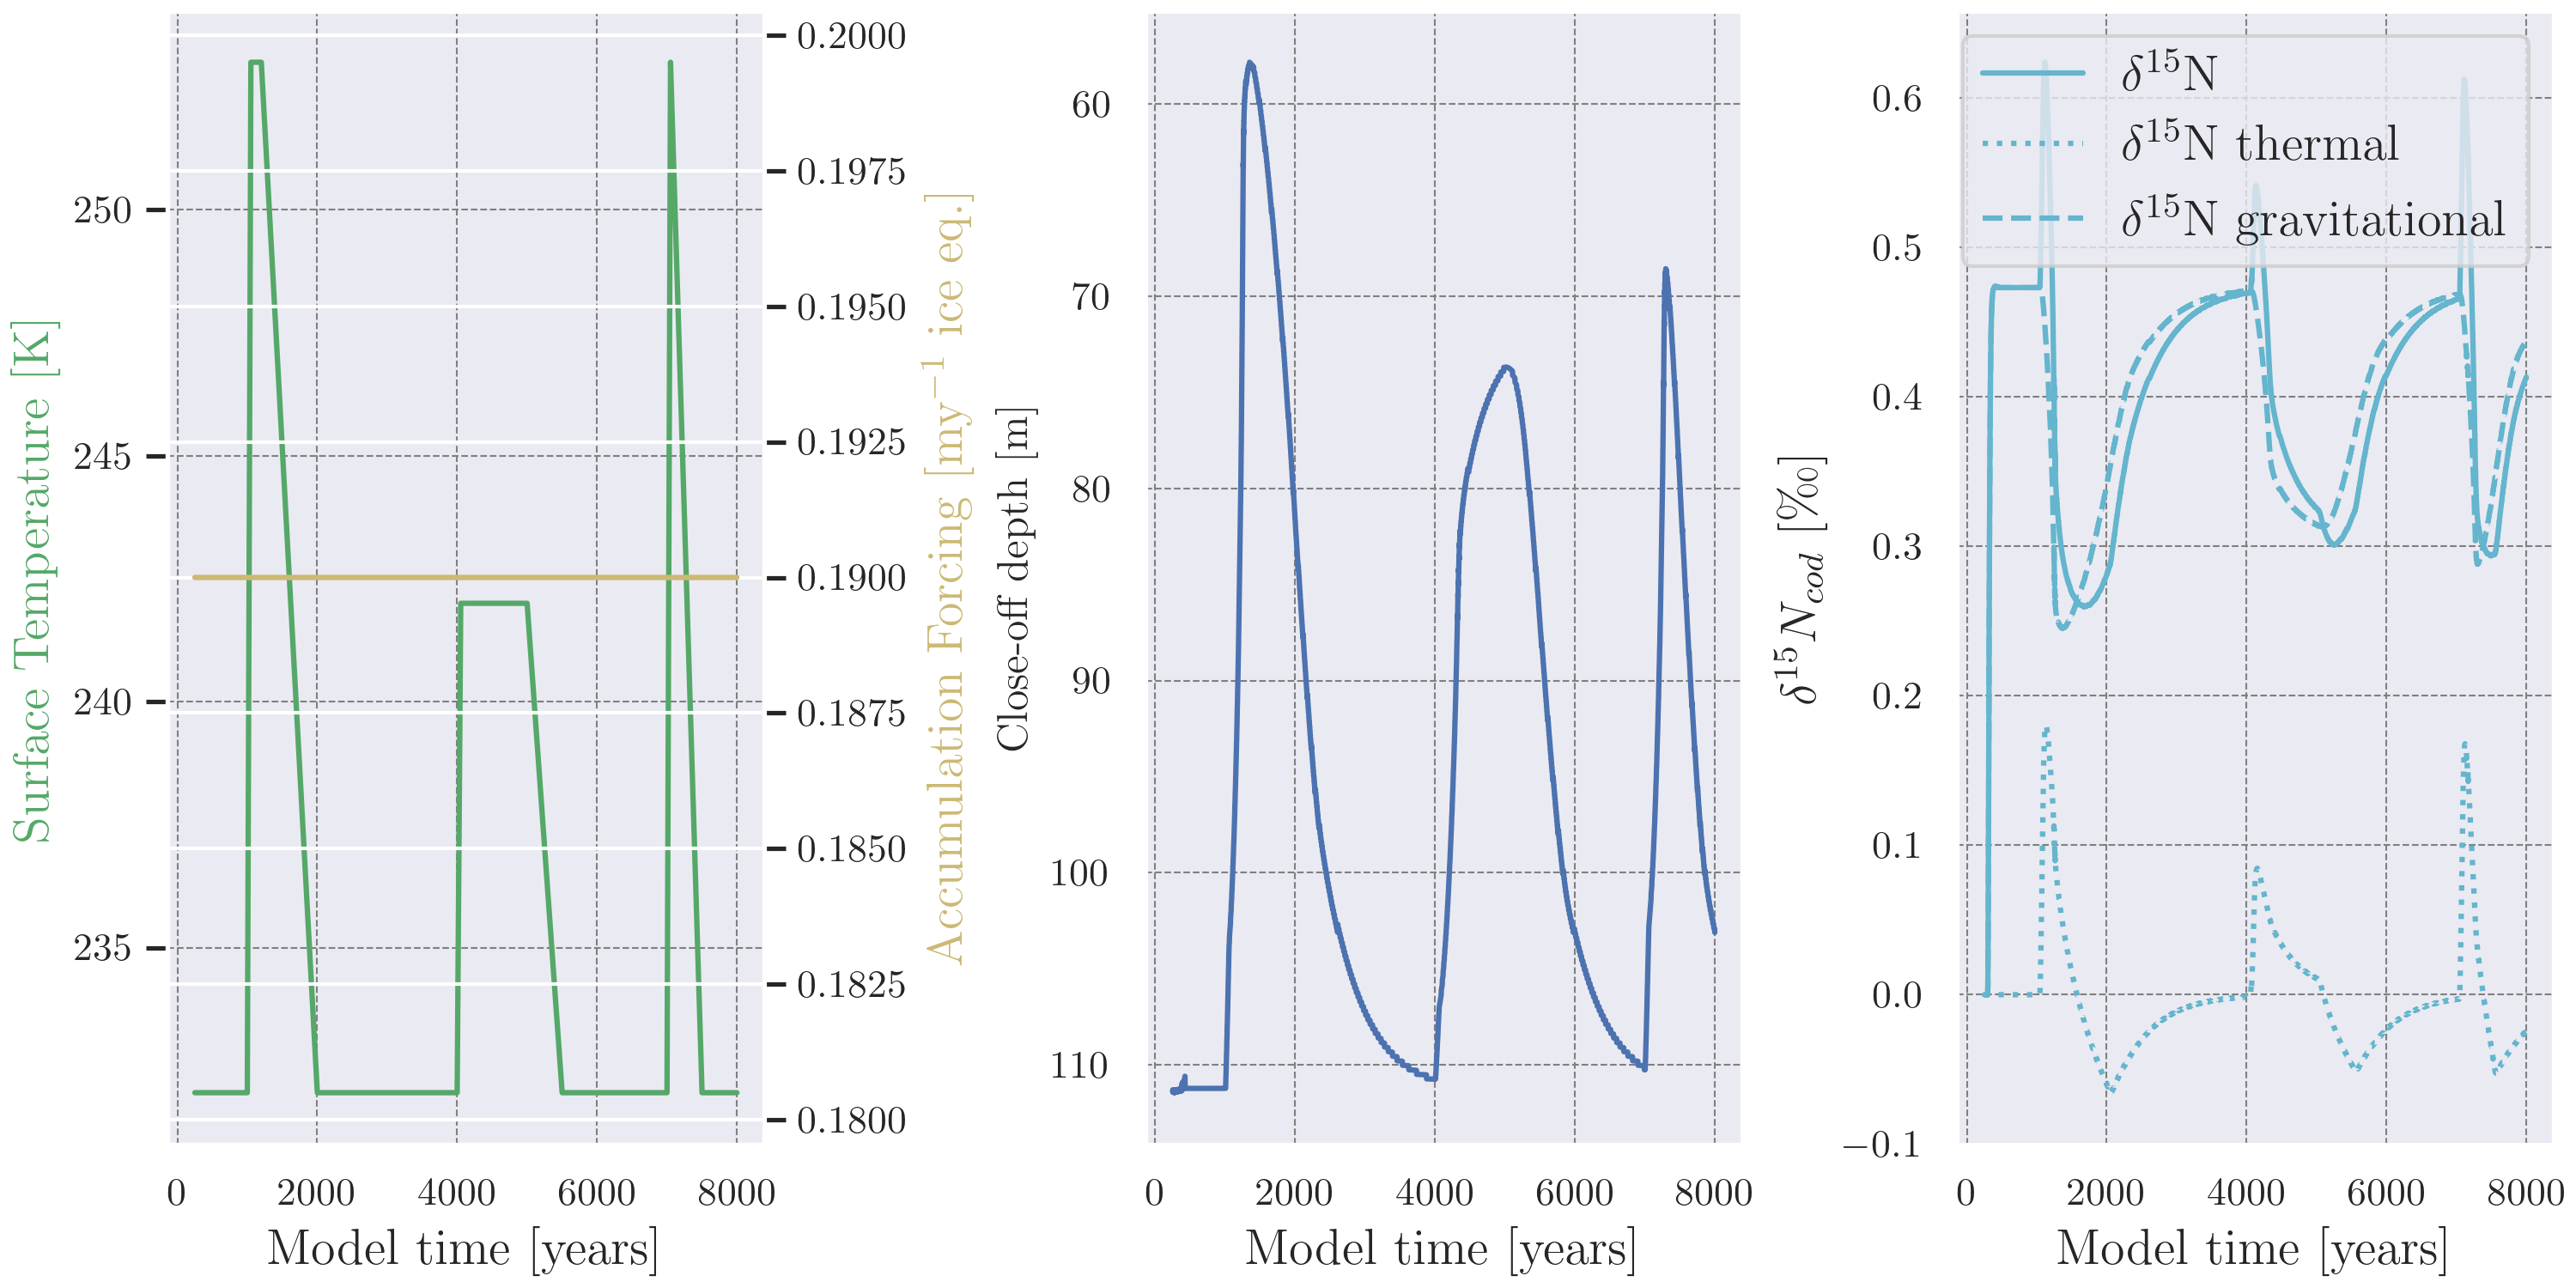 Surface Temperature [K]
250
245
240
235
0 2000 4000 6000 8000
Model time [years]
0.2000
0.1975
0.1950
0.1925
0.1900
0.1875
0.1850
0.1825
0.1800
Accumulation Forcing [my⁻¹ ice eq.]
Close-off depth [m]
60
70
80
90
100
110
0 2000 4000 6000 8000
Model time [years]
δ¹⁵N_cod [‰]
0.6
0.5
0.4
0.3
0.2
0.1
0.0
−0.1
δ¹⁵N
δ¹⁵N thermal
δ¹⁵N gravitational
0 2000 4000 6000 8000
Model time [years]